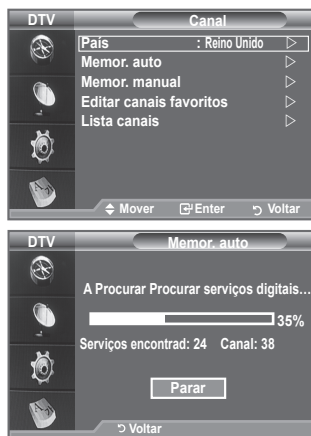 DTV Canal
País : Reino Unido
Memor. auto
Memor. manual
Editar canais favoritos
Lista canais
Mover Enter Voltar
DTV Memor. auto
A Procurar Procurar serviços digitais...
35%
Serviços encontrad: 24 Canal: 38
Parar
Voltar